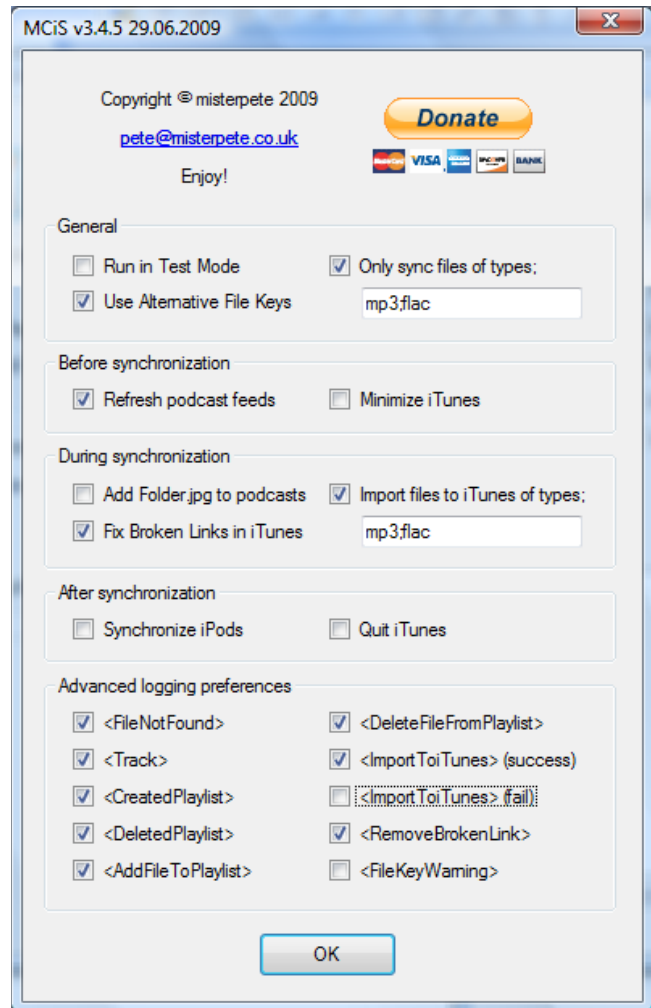 MCiS v3.4.5 29.06.2009
Copyright © misterpete 2009
pete@misterpete.co.uk
Enjoy!
Donate
MasterCard VISA
BANK
General
Run in Test Mode
Only sync files of types;
Use Alternative File Keys
mp3;flac
Before synchronization
Refresh podcast feeds
Minimize iTunes
During synchronization
Add Folder.jpg to podcasts
Import files to iTunes of types;
Fix Broken Links in iTunes
mp3;flac
After synchronization
Synchronize iPods
Quit iTunes
Advanced logging preferences
<FileNotFound>
<DeleteFileFromPlaylist>
<Track>
<ImportToiTunes> (success)
<CreatedPlaylist>
<ImportToiTunes> (fail)
<DeletedPlaylist>
<RemoveBrokenLink>
<AddFileToPlaylist>
<FileKeyWarning>
OK